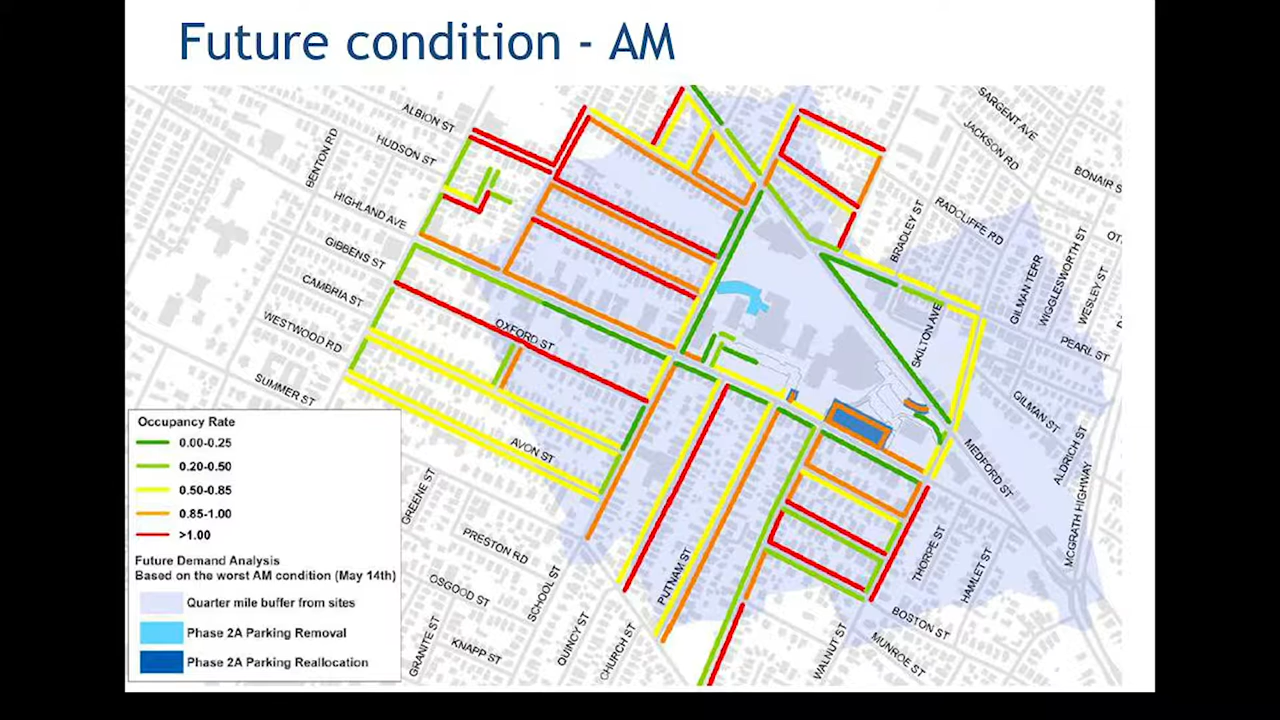 Future condition - AM
ALBION ST
HUDSON ST
BENTON RD
HIGHLAND AVE
GIBBENS ST
CAMBRIA ST
WESTWOOD RD
SUMMER ST
OXFORD ST
AVON ST
GREENE ST
PRESTON RD
OSGOOD ST
GRANITE ST
KNAPP ST
SCHOOL ST
QUINCY ST
CHURCH ST
PUTNAM ST
WALNUT ST
MUNROE ST
BOSTON ST
HAMLET ST
THORPE ST
MEDFORD ST
SKILTON AVE
BRADLEY ST
RADCLIFFE RD
SARGENT AVE
JACKSON RD
BONAIR S
OT
GILMAN TERR
WIGGLESWORTH ST
WESLEY ST
PEARL ST
GILMAN ST
ALDRICH ST
MCGRATH HIGHWAY
Occupancy Rate
0.00-0.25
0.20-0.50
0.50-0.85
0.85-1.00
>1.00
Future Demand Analysis
Based on the worst AM condition (May 14th)
Quarter mile buffer from sites
Phase 2A Parking Removal
Phase 2A Parking Reallocation